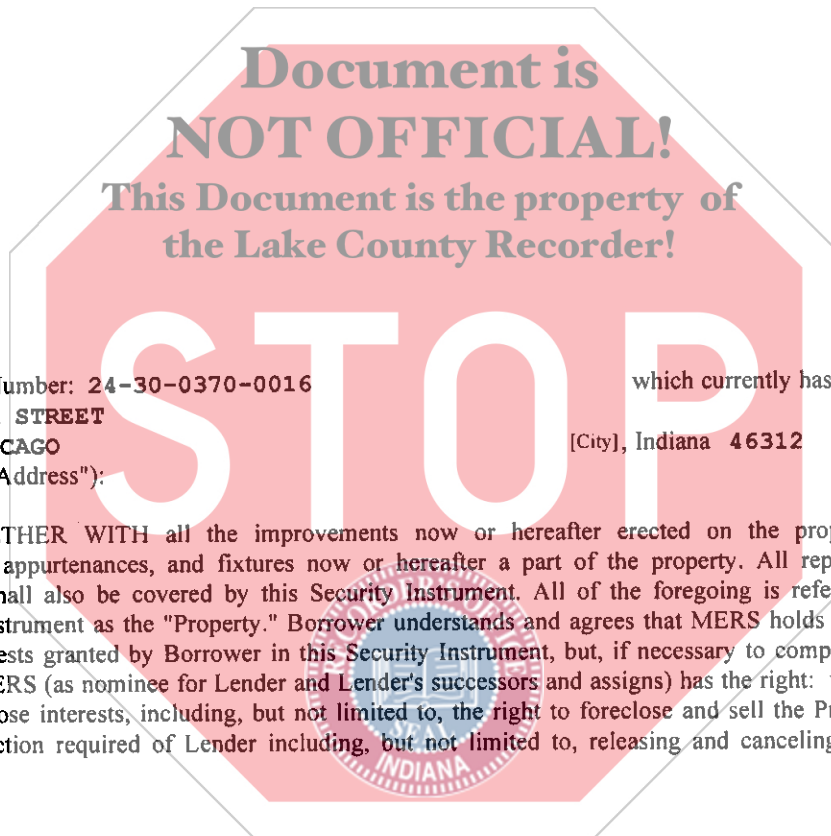 Document is
NOT OFFICIAL!
This Document is the property of
the Lake County Recorder!
STOP
umber: 24-30-0370-0016 which currently has
STREET
CAGO [City], Indiana 46312
Address"):
THER WITH all the improvements now or hereafter erected on the prop
appurtenances, and fixtures now or hereafter a part of the property. All rep
hall also be covered by this Security Instrument. All of the foregoing is refe
strument as the "Property." Borrower understands and agrees that MERS holds
ests granted by Borrower in this Security Instrument, but, if necessary to comp
ERS (as nominee for Lender and Lender's successors and assigns) has the right:
ose interests, including, but not limited to, the right to foreclose and sell the Pr
ction required of Lender including, but not limited to, releasing and canceling
RECORDER'S OFFICE
SEAL
INDIANA